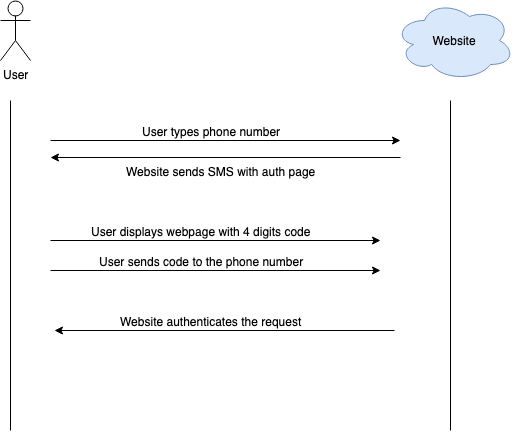 User
Website
User types phone number
Website sends SMS with auth page
User displays webpage with 4 digits code
User sends code to the phone number
Website authenticates the request